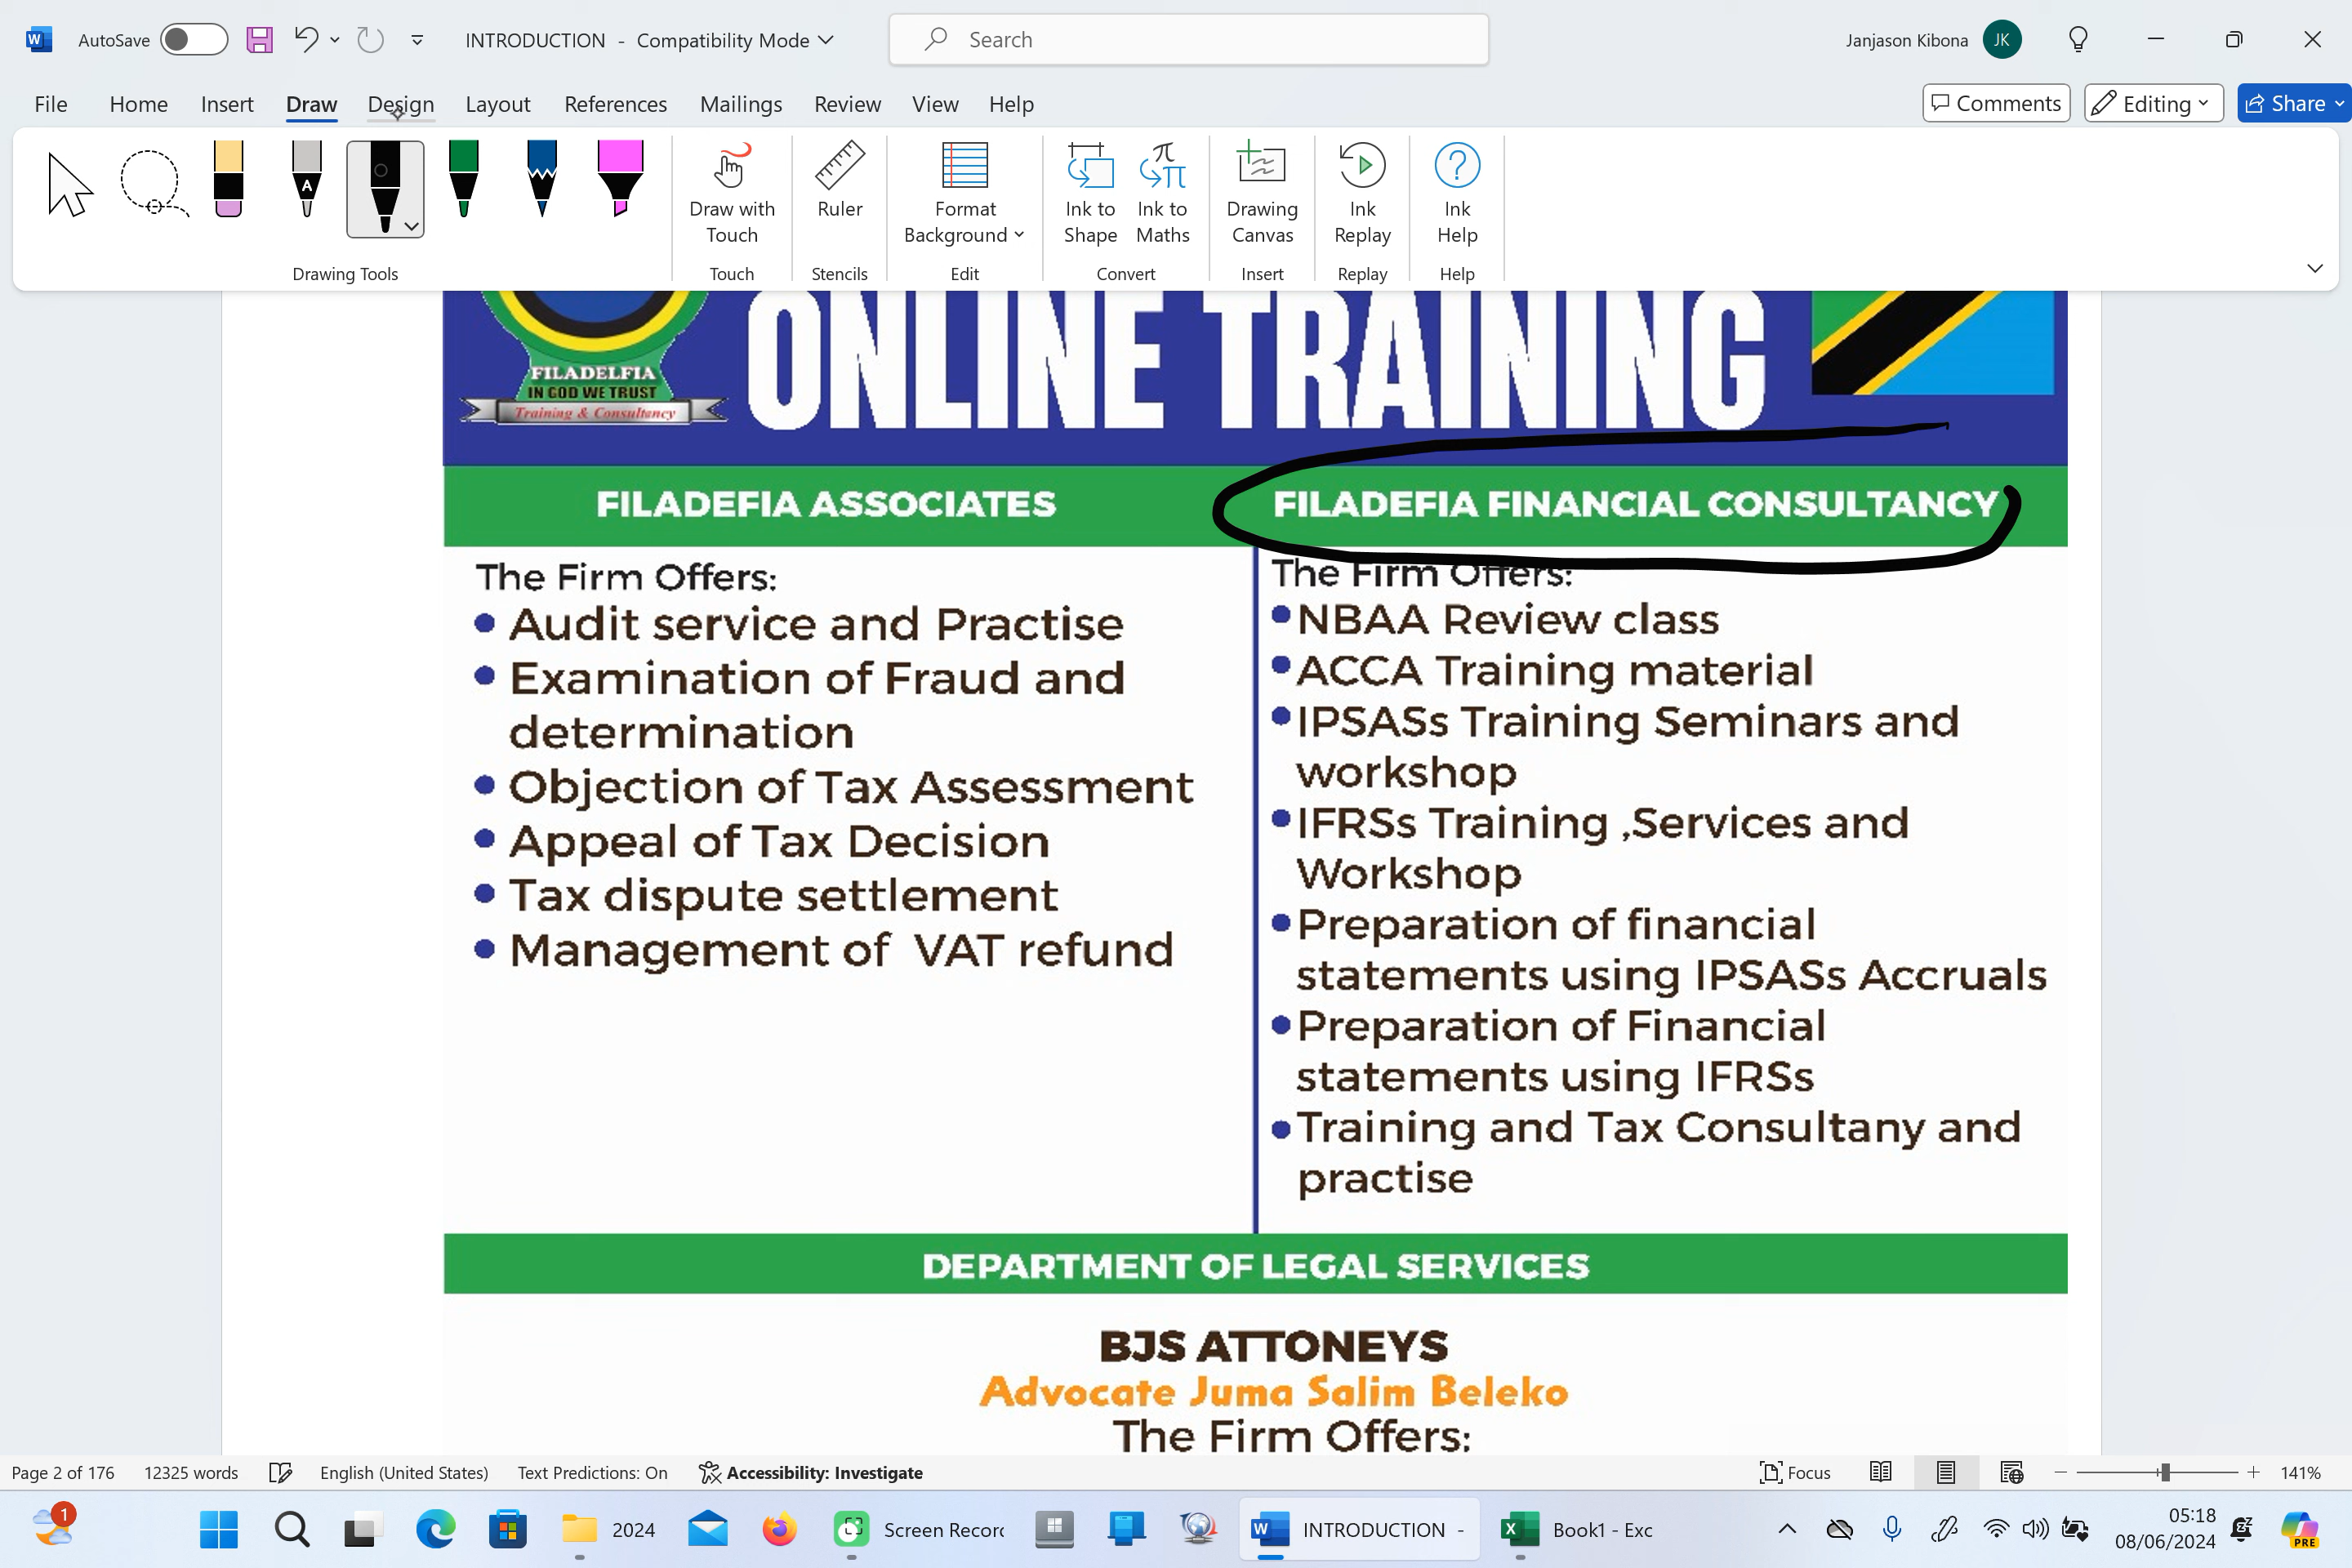 AutoSave
INTRODUCTION - Compatibility Mode
Search
Janjason Kibona
JK
File Home Insert Draw Design Layout References Mailings Review View Help
Comments
Editing
Share
Draw with Touch
Ruler
Format Background
Ink to Shape
Ink to Maths
Drawing Canvas
Ink Replay
Ink Help
Drawing Tools
Touch
Stencils
Edit
Convert
Insert
Replay
Help
FILADELFIA
IN GOD WE TRUST
Training & Consultancy
ONLINE TRAINING
FILADEFIA ASSOCIATES
The Firm Offers:
• Audit service and Practise
• Examination of Fraud and
determination
• Objection of Tax Assessment
• Appeal of Tax Decision
• Tax dispute settlement
• Management of VAT refund
FILADEFIA FINANCIAL CONSULTANCY
The Firm Offers:
• NBAA Review class
• ACCA Training material
• IPSASs Training Seminars and
workshop
• IFRSs Training ,Services and
Workshop
• Preparation of financial
statements using IPSASs Accruals
• Preparation of Financial
statements using IFRSs
• Training and Tax Consultany and
practise
DEPARTMENT OF LEGAL SERVICES
BJS ATTONEYS
Advocate Juma Salim Beleko
The Firm Offers:
Page 2 of 176
12325 words
English (United States)
Text Predictions: On
Accessibility: Investigate
Focus
141%
1
2024
Screen Recor
INTRODUCTION -
Book1 - Exc
05:18
08/06/2024
PRE